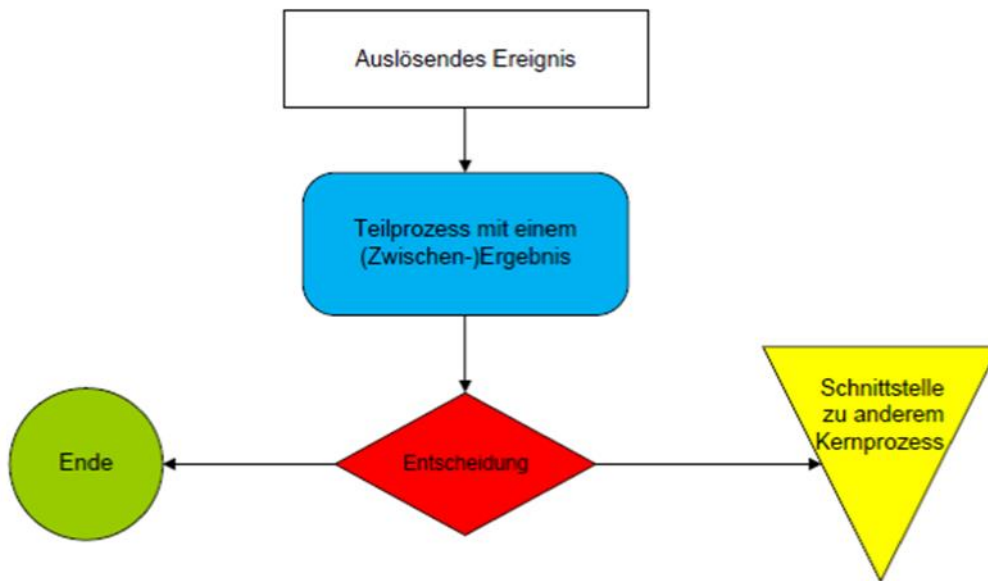 Auslösendes Ereignis
Teilprozess mit einem
(Zwischen-)Ergebnis
Ende
Entscheidung
Schnittstelle
zu anderem
Kernprozess